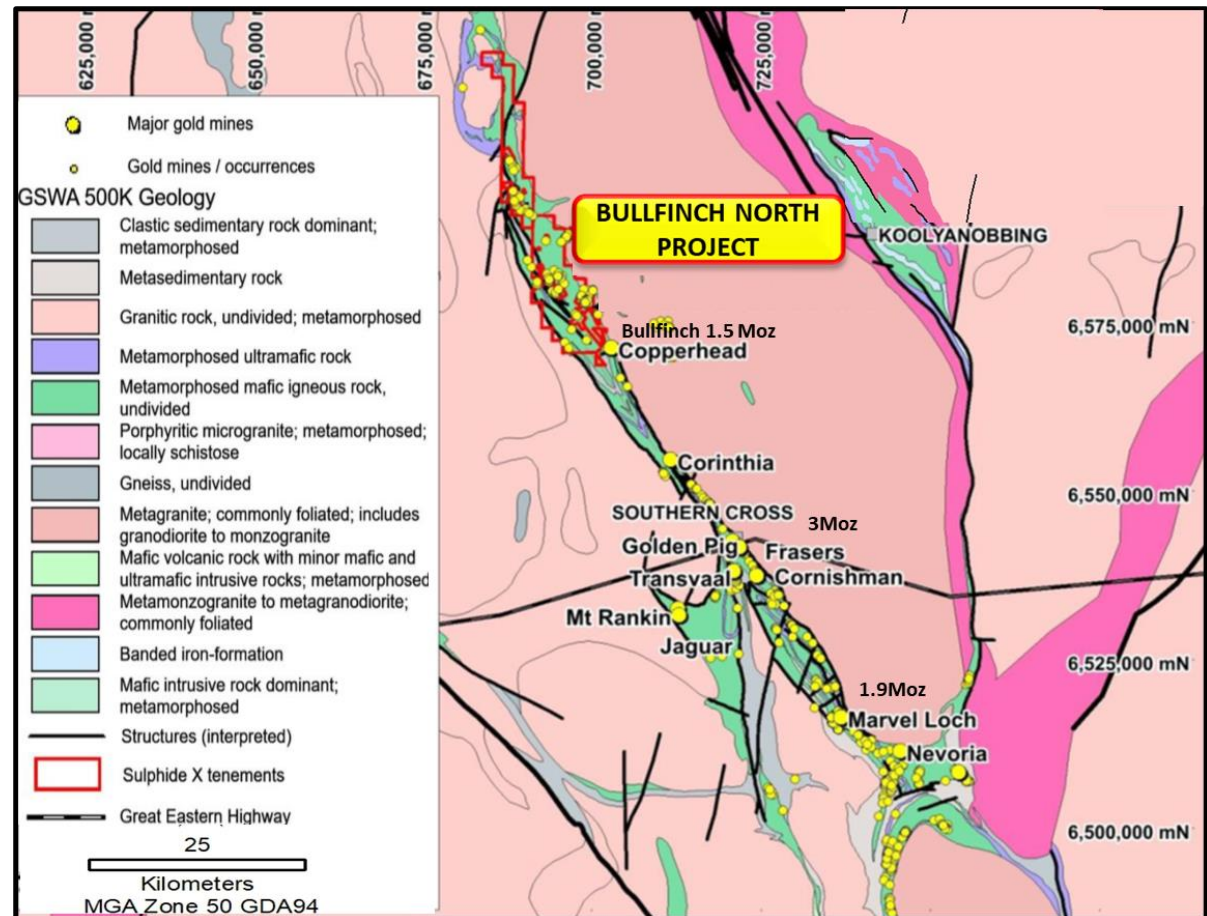 625,000 m
650,000
675,000
700,000
725,000
Major gold mines
Gold mines / occurrences
GSWA 500K Geology
Clastic sedimentary rock dominant;
metamorphosed
Metasedimentary rock
Granitic rock, undivided; metamorphosed
Metamorphosed ultramafic rock
Metamorphosed mafic igneous rock,
undivided
Porphyritic microgranite; metamorphosed;
locally schistose
Gneiss, undivided
Metagranite; commonly foliated; includes
granodiorite to monzogranite
Mafic volcanic rock with minor mafic and
ultramafic intrusive rocks; metamorphosed
Metamonzogranite to metagranodiorite;
commonly foliated
Banded iron-formation
Mafic intrusive rock dominant;
metamorphosed
Structures (interpreted)
Sulphide X tenements
Great Eastern Highway
25
Kilometers
MGA Zone 50 GDA94
BULLFINCH NORTH
PROJECT
KOOLYANOBBING
6,575,000 mN
Bullfinch 1.5 Moz
Copperhead
Corinthia
6,550,000 mN
SOUTHERN CROSS
3Moz
Golden Pig
Frasers
Transvaal
Cornishman
Mt Rankin
Jaguar
6,525,000 mN
1.9Moz
Marvel Loch
Nevoria
6,500,000 mN